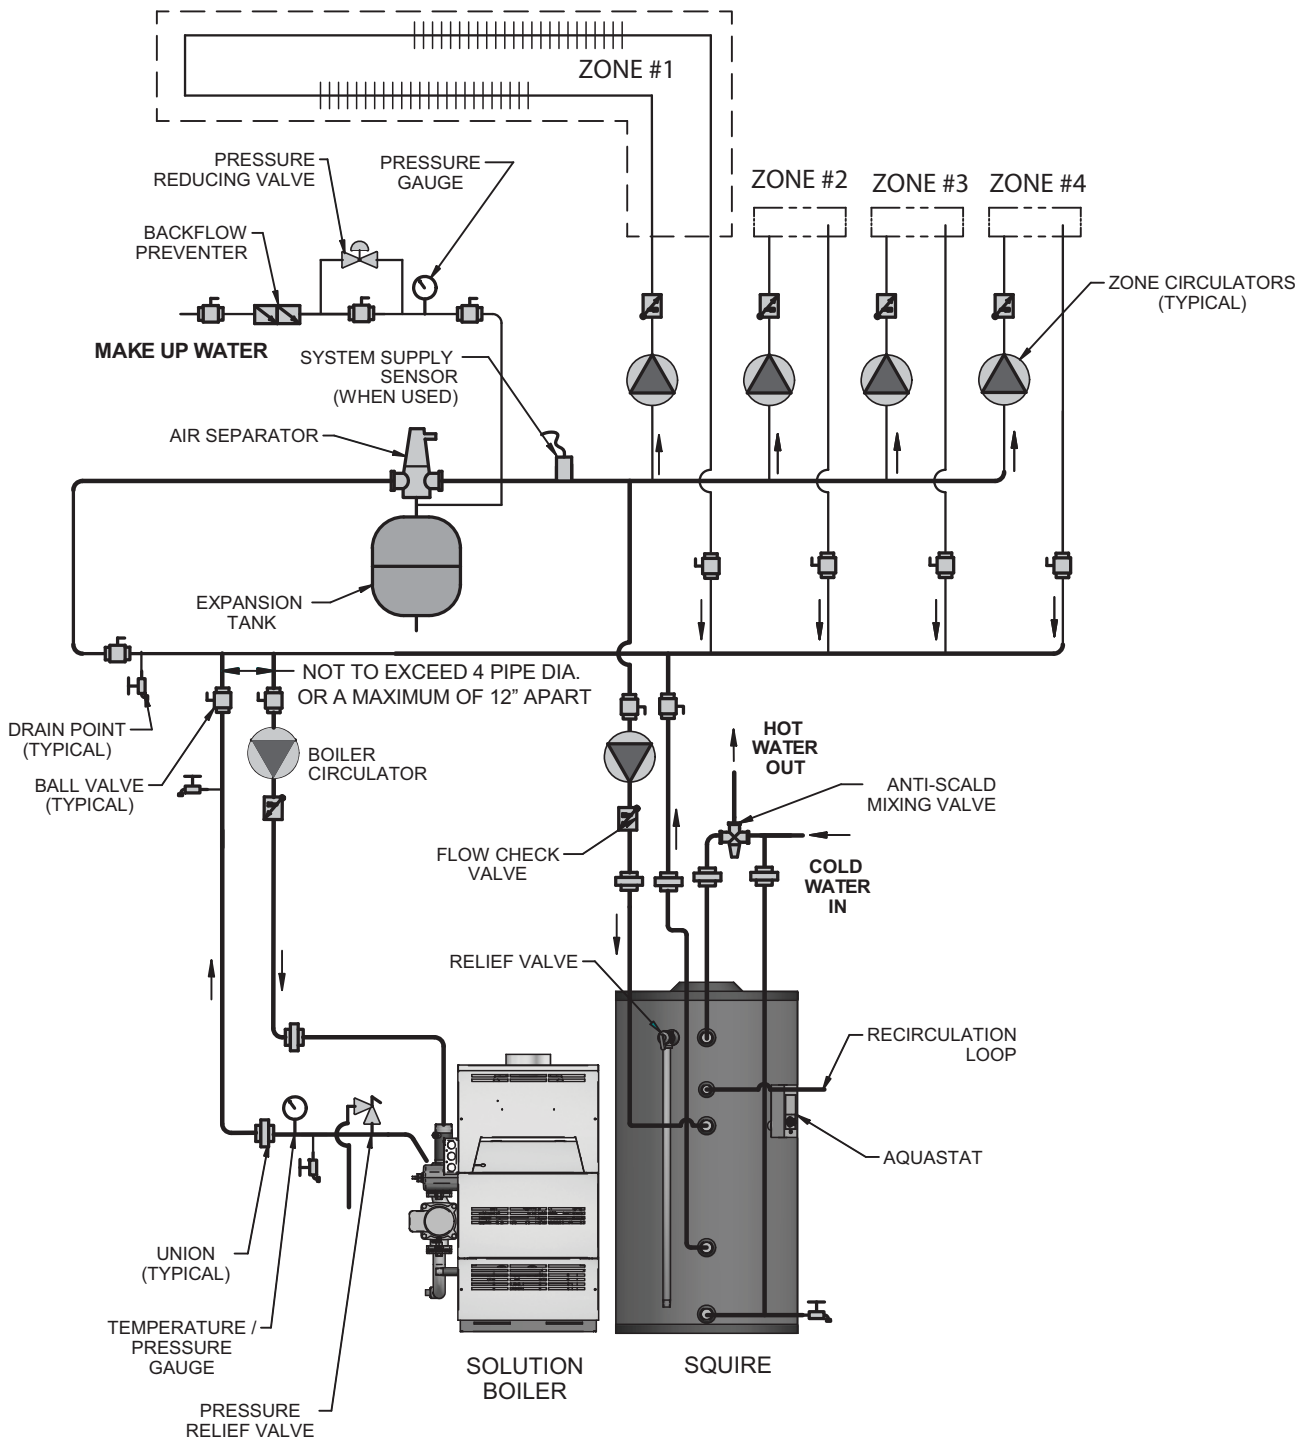 ZONE #1
PRESSURE
REDUCING VALVE
PRESSURE
GAUGE
ZONE #2
ZONE #3
ZONE #4
BACKFLOW
PREVENTER
ZONE CIRCULATORS
(TYPICAL)
MAKE UP WATER
SYSTEM SUPPLY
SENSOR
(WHEN USED)
AIR SEPARATOR
EXPANSION
TANK
NOT TO EXCEED 4 PIPE DIA.
OR A MAXIMUM OF 12” APART
DRAIN POINT
(TYPICAL)
BALL VALVE
(TYPICAL)
BOILER
CIRCULATOR
HOT
WATER
OUT
ANTI-SCALD
MIXING VALVE
FLOW CHECK
VALVE
COLD
WATER
IN
RELIEF VALVE
RECIRCULATION
LOOP
AQUASTAT
UNION
(TYPICAL)
TEMPERATURE /
PRESSURE
GAUGE
PRESSURE
RELIEF VALVE
SOLUTION
BOILER
SQUIRE